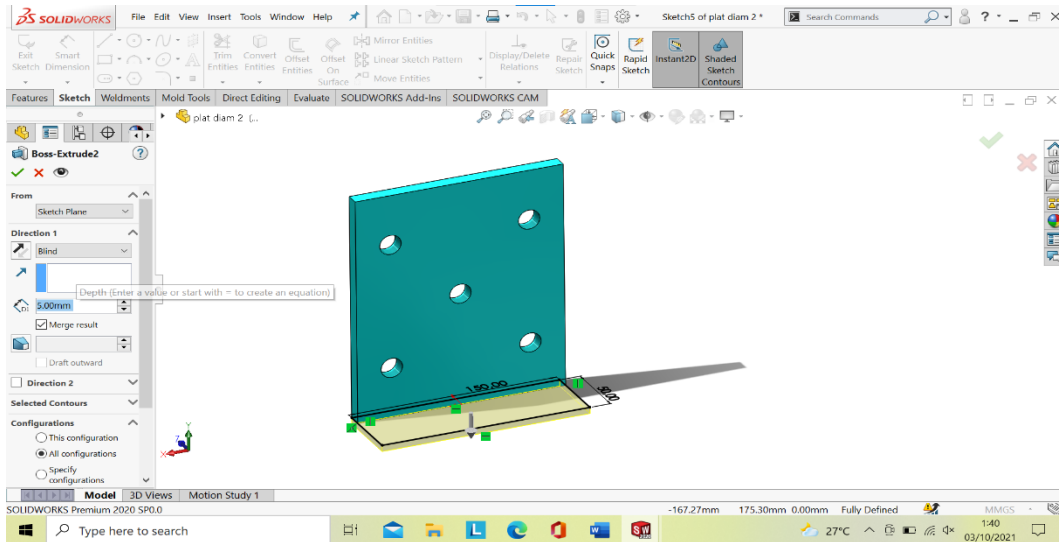 SOLIDWORKS File Edit View Insert Tools Window Help Sketch5 of plat diam 2 * Search Commands ?
Exit Sketch
Smart Dimension
Trim Entities
Convert Entities
Offset Entities
Offset On Surface
Mirror Entities
Linear Sketch Pattern
Move Entities
Display/Delete Relations
Repair Sketch
Quick Snaps
Rapid Sketch
Instant2D
Shaded Sketch Contours
Features Sketch Weldments Mold Tools Direct Editing Evaluate SOLIDWORKS Add-Ins SOLIDWORKS CAM
plat diam 2 (...
Boss-Extrude2 ?
From
Sketch Plane
Direction 1
Blind
Depth (Enter a value or start with = to create an equation)
D1 5.00mm
Merge result
Draft outward
Direction 2
Selected Contours
Configurations
This configuration
All configurations
Specify configurations
150.00
50.00
Y
Z
X
Model 3D Views Motion Study 1
SOLIDWORKS Premium 2020 SP0.0 -167.27mm 175.30mm 0.00mm Fully Defined MMGS
Type here to search L W SW 27°C 1:40
03/10/2021